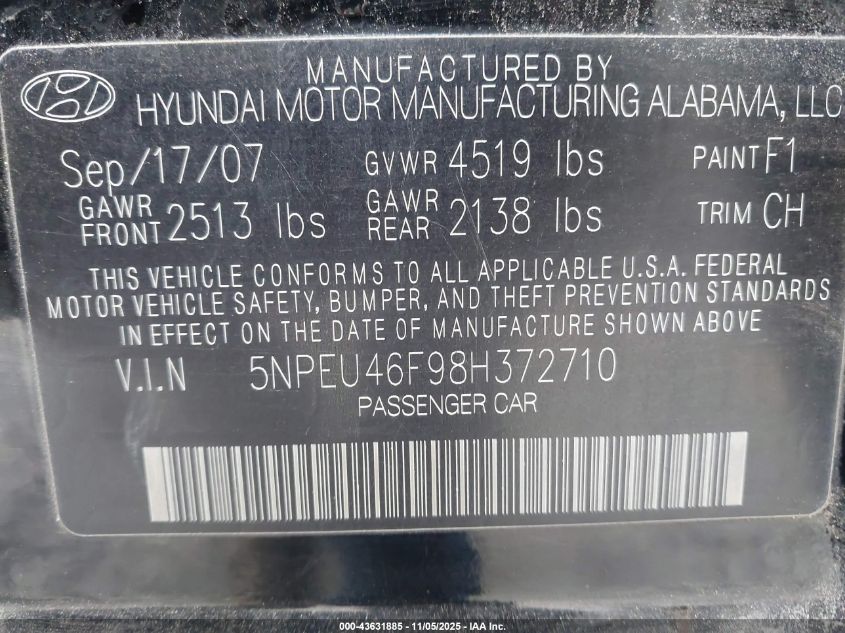 MANUFACTURED BY
HYUNDAI MOTOR MANUFACTURING ALABAMA, LLC
Sep/17/07 GVWR 4519 lbs PAINT F1
GAWR FRONT 2513 lbs GAWR REAR 2138 lbs TRIM CH
THIS VEHICLE CONFORMS TO ALL APPLICABLE U.S.A. FEDERAL
MOTOR VEHICLE SAFETY, BUMPER, AND THEFT PREVENTION STANDARDS
IN EFFECT ON THE DATE OF MANUFACTURE SHOWN ABOVE
V.I.N 5NPEU46F98H372710
PASSENGER CAR
000-43631885 - 11/05/2025 - IAA Inc.